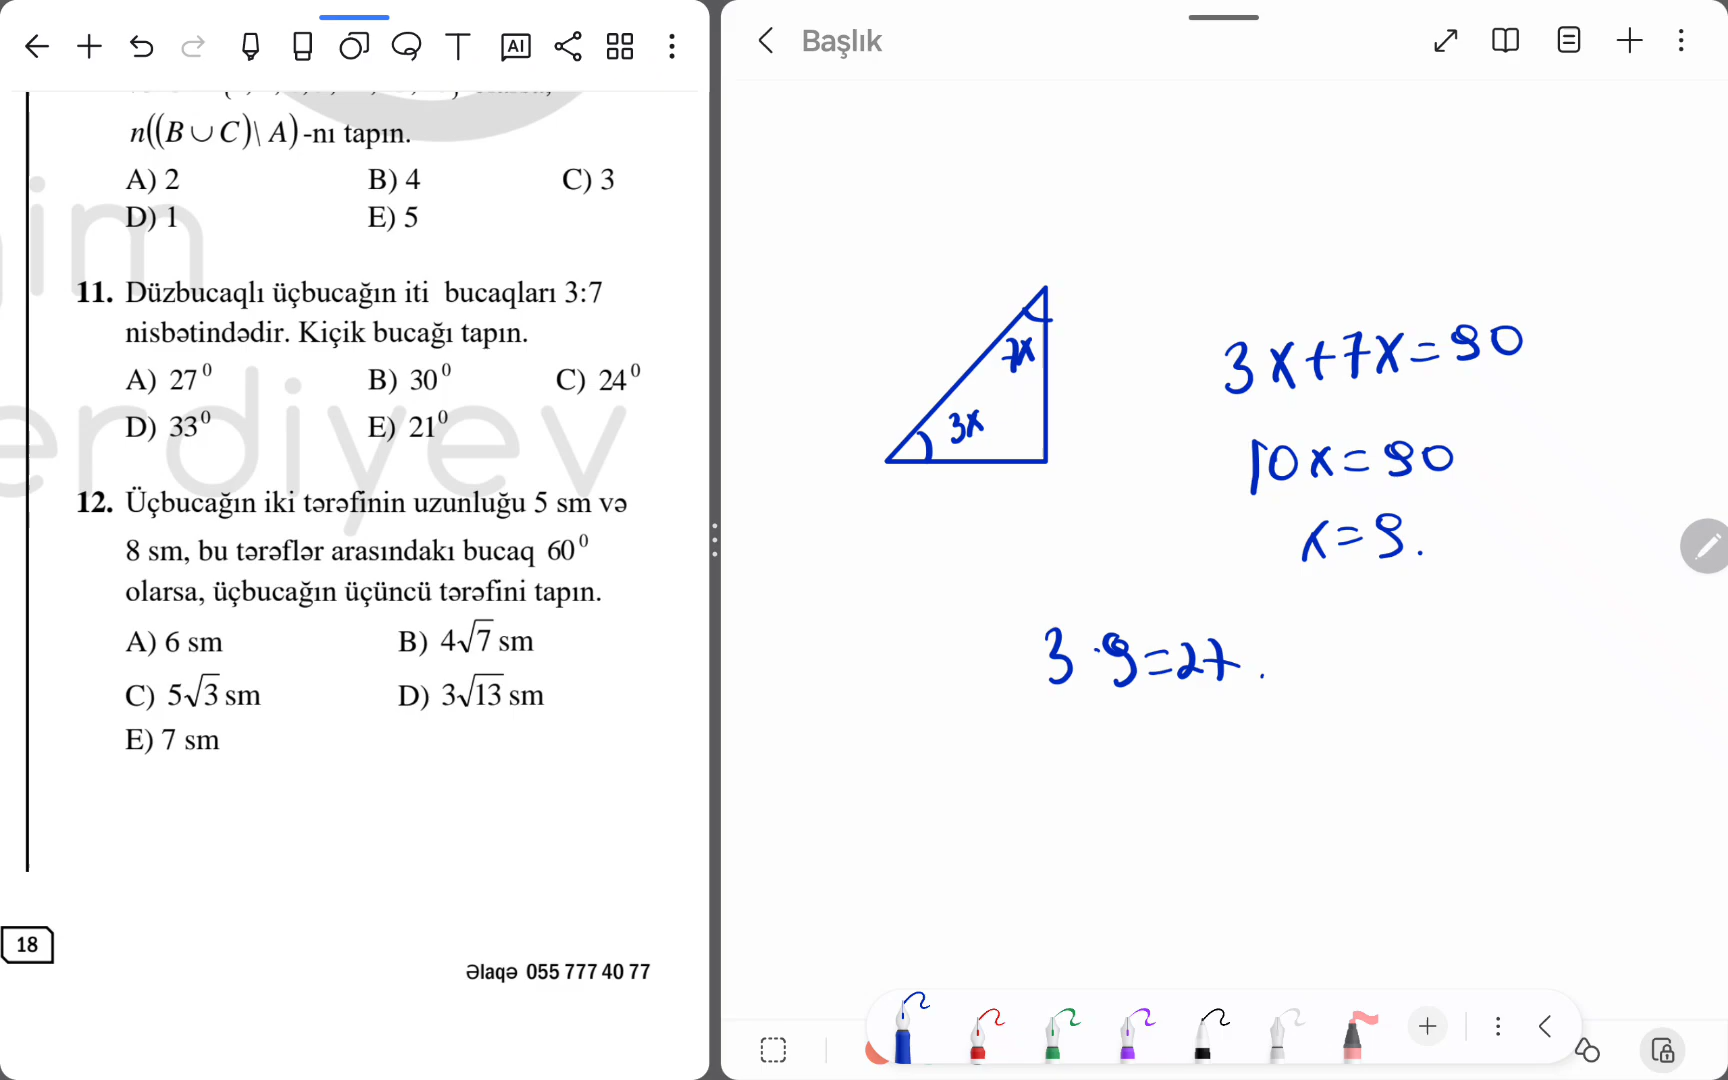 n((B ∪ C)\ A) -nı tapın.
A) 2 B) 4 C) 3
D) 1 E) 5
11. Düzbucaqlı üçbucağın iti bucaqları 3:7
nisbətindədir. Kiçik bucağı tapın.
A) 27⁰ B) 30⁰ C) 24⁰
D) 33⁰ E) 21⁰
12. Üçbucağın iki tərəfinin uzunluğu 5 sm və
8 sm, bu tərəflər arasındakı bucaq 60⁰
olarsa, üçbucağın üçüncü tərəfini tapın.
A) 6 sm B) 4√7 sm
C) 5√3 sm D) 3√13 sm
E) 7 sm
18
Əlaqə 055 777 40 77
erdiyev
T
AI
Başlık
7x
3x
3x+7x=90
10x=90
x=9.
3·9=27.